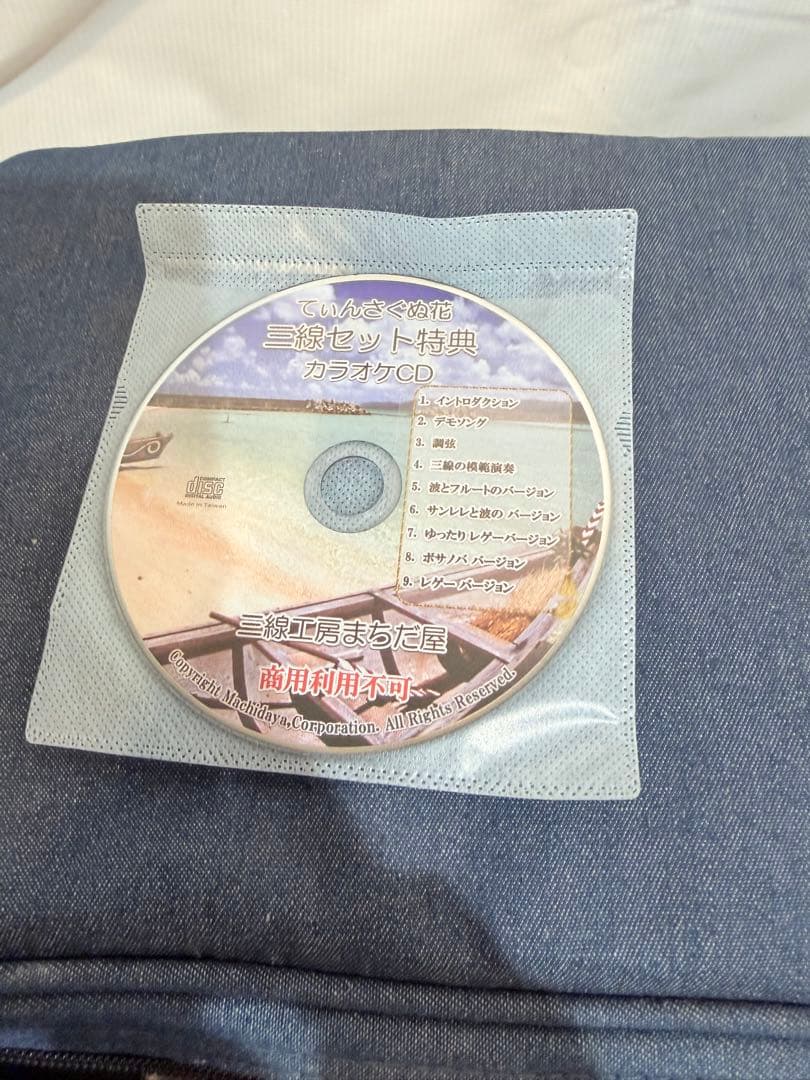 てぃんさぐぬ花
三線セット特典
カラオケCD
1. イントロダクション
2. デモソング
3. 調弦
4. 三線の模範演奏
5. 波とフルートのバージョン
6. サンレレと波の バージョン
7. ゆったりレゲーバージョン
8. ボサノバ バージョン
9. レゲー バージョン
COMPACT
disc
DIGITAL AUDIO
Made in Taiwan
三線工房まちだ屋
商用利用不可
Copyright Machidaya,Corporation. All Rights Reserved.